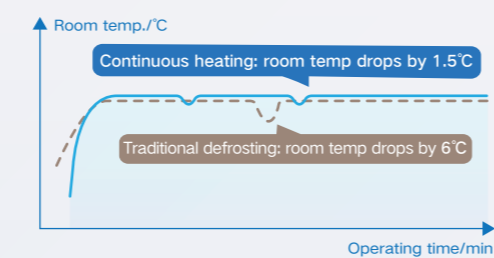 Room temp./℃
Continuous heating: room temp drops by 1.5℃
Traditional defrosting: room temp drops by 6℃
Operating time/min